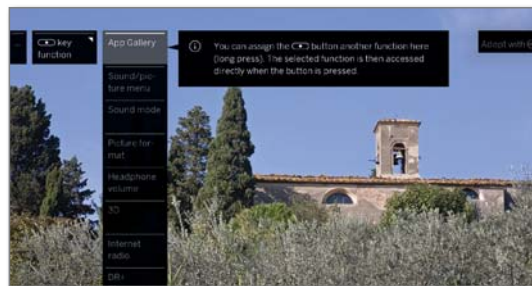 key
function
App Gallery
You can assign the button another function here
(long press). The selected function is then accessed
directly when the button is pressed.
Adapt with
Sound/pic-
ture menu
Sound mode
Picture for-
mat
Headphone
volume
3D
Internet
radio
DR+